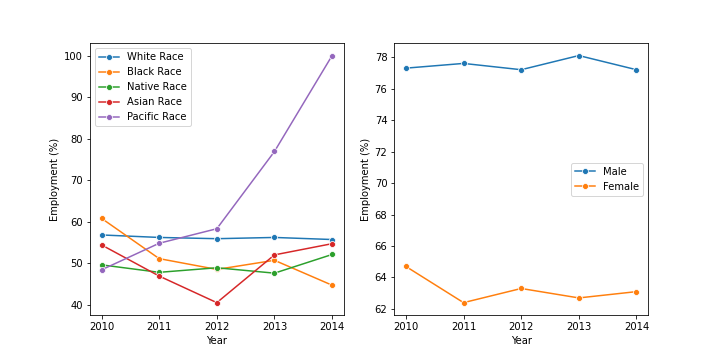 White Race
Black Race
Native Race
Asian Race
Pacific Race
Employment (%)
100
90
80
70
60
50
40
2010 2011 2012 2013 2014
Year
Male
Female
Employment (%)
78
76
74
72
70
68
66
64
62
2010 2011 2012 2013 2014
Year